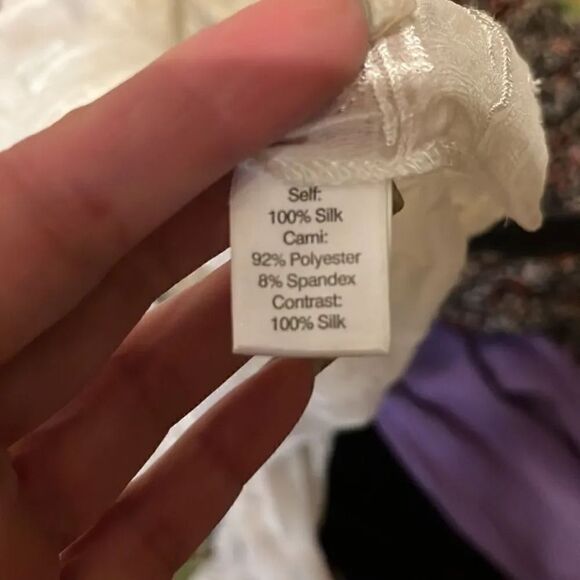 Self:
100% Silk
Cami:
92% Polyester
8% Spandex
Contrast:
100% Silk